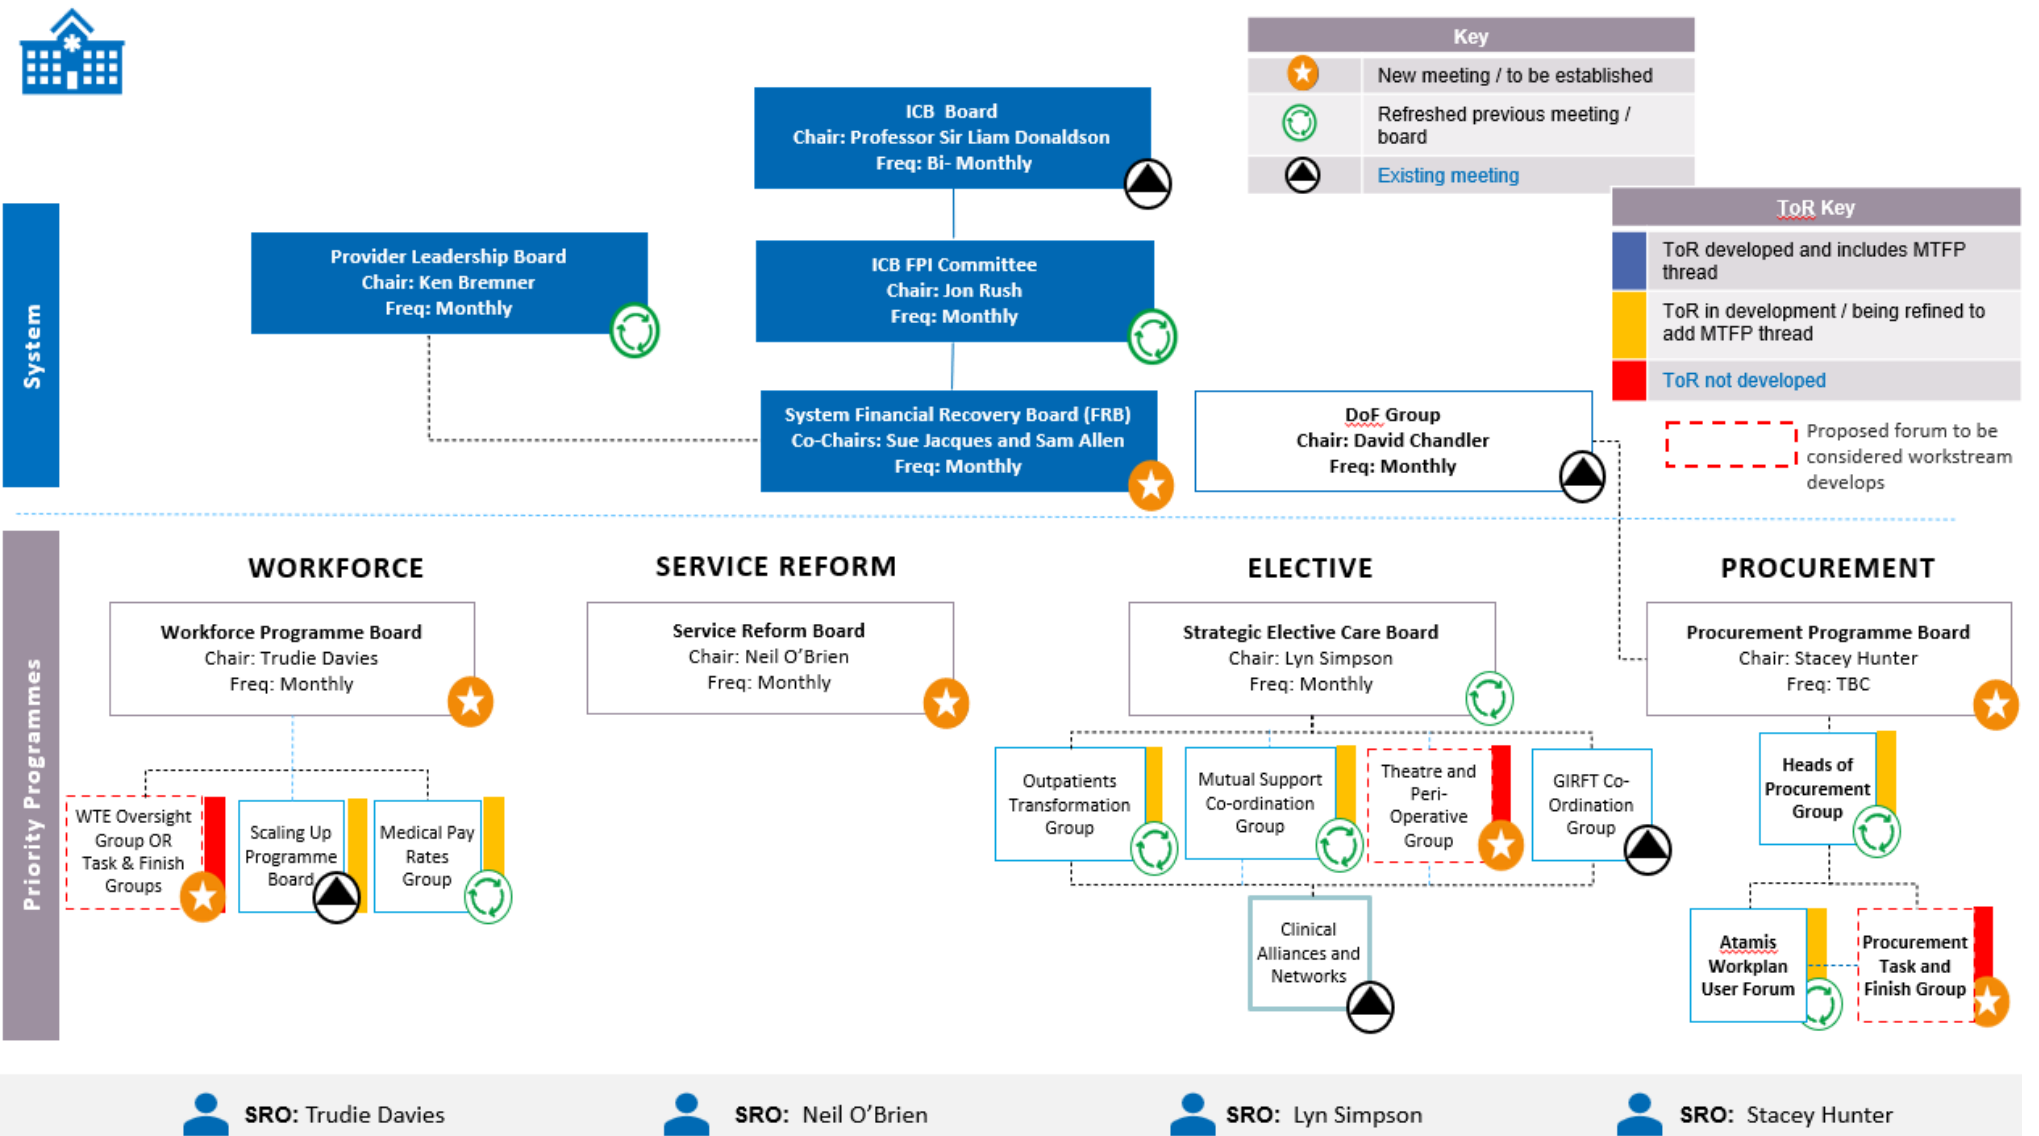 Key
New meeting / to be established
Refreshed previous meeting /
board
Existing meeting
ToR Key
ToR developed and includes MTFP
thread
ToR in development / being refined to
add MTFP thread
ToR not developed
Proposed forum to be
considered workstream
develops
ICB  Board
Chair: Professor Sir Liam Donaldson
Freq: Bi- Monthly
System
Provider Leadership Board
Chair: Ken Bremner
Freq: Monthly
ICB FPI Committee
Chair: Jon Rush
Freq: Monthly
System Financial Recovery Board (FRB)
Co-Chairs: Sue Jacques and Sam Allen
Freq: Monthly
DoF Group
Chair: David Chandler
Freq: Monthly
Priority Programmes
WORKFORCE
Workforce Programme Board
Chair: Trudie Davies
Freq: Monthly
WTE Oversight
Group OR
Task & Finish
Groups
Scaling Up
Programme
Board
Medical Pay
Rates
Group
SERVICE REFORM
Service Reform Board
Chair: Neil O’Brien
Freq: Monthly
ELECTIVE
Strategic Elective Care Board
Chair: Lyn Simpson
Freq: Monthly
Outpatients
Transformation
Group
Mutual Support
Co-ordination
Group
Theatre and
Peri-
Operative
Group
GIRFT Co-
Ordination
Group
Clinical
Alliances and
Networks
PROCUREMENT
Procurement Programme Board
Chair: Stacey Hunter
Freq: TBC
Heads of
Procurement
Group
Atamis
Workplan
User Forum
Procurement
Task and
Finish Group
SRO: Trudie Davies
SRO:  Neil O’Brien
SRO:  Lyn Simpson
SRO:  Stacey Hunter